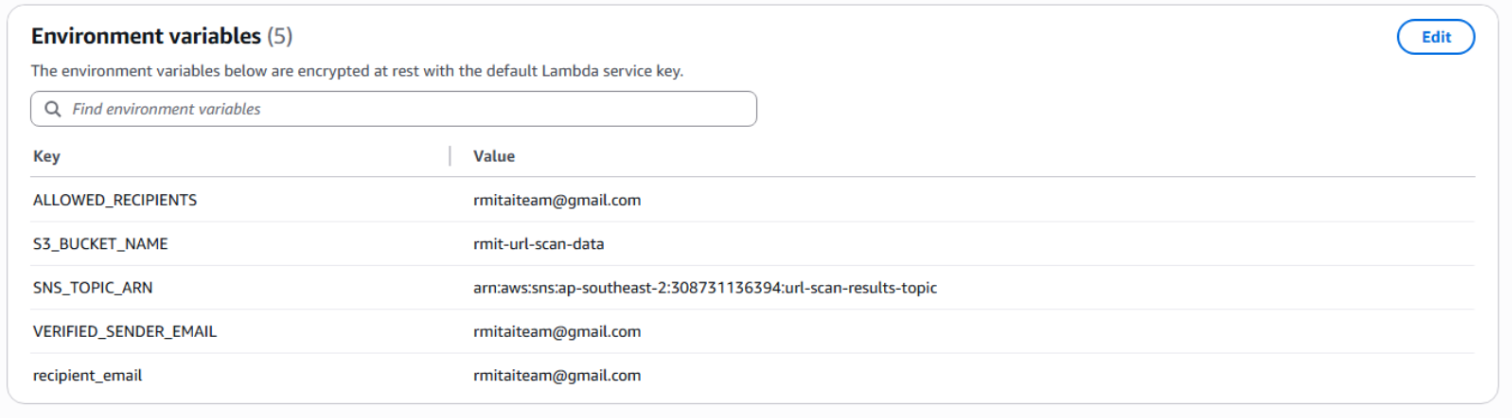 Environment variables (5)
Edit
The environment variables below are encrypted at rest with the default Lambda service key.
Find environment variables
Key Value
ALLOWED_RECIPIENTS rmitaiteam@gmail.com
S3_BUCKET_NAME rmit-url-scan-data
SNS_TOPIC_ARN arn:aws:sns:ap-southeast-2:308731136394:url-scan-results-topic
VERIFIED_SENDER_EMAIL rmitaiteam@gmail.com
recipient_email rmitaiteam@gmail.com